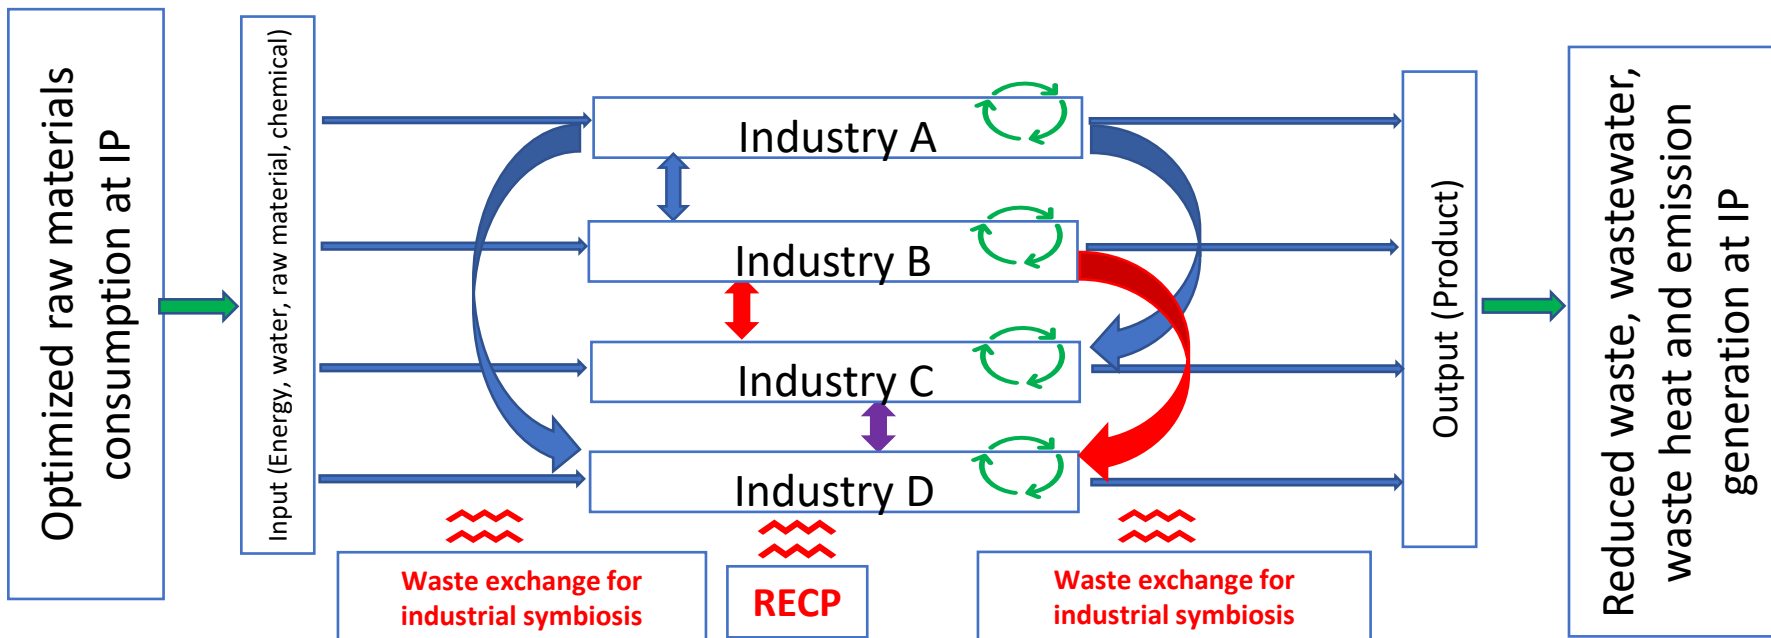 Optimized raw materials
consumption at IP
Input (Energy, water, raw material, chemical)
Industry A
Industry B
Industry C
Industry D
Waste exchange for
industrial symbiosis
RECP
Waste exchange for
industrial symbiosis
Output (Product)
Reduced waste, wastewater,
waste heat and emission
generation at IP